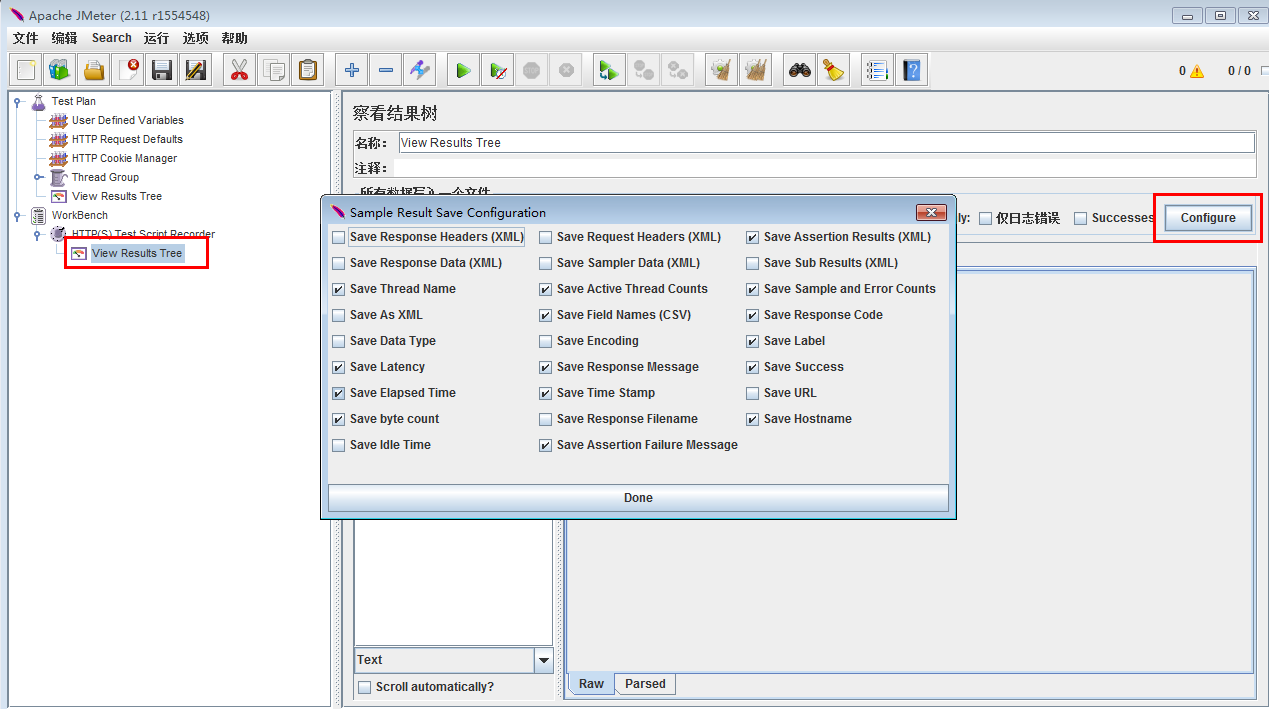 Apache JMeter (2.11 r1554548)
文件 编辑 Search 运行 选项 帮助
0 0 / 0
Test Plan
User Defined Variables
HTTP Request Defaults
HTTP Cookie Manager
Thread Group
View Results Tree
WorkBench
HTTP(S) Test Script Recorder
View Results Tree
察看结果树
名称: View Results Tree
注释:
所有数据写入一个文件
ly: 仅日志错误 Successes Configure
Sample Result Save Configuration
Save Response Headers (XML) Save Request Headers (XML) Save Assertion Results (XML)
Save Response Data (XML) Save Sampler Data (XML) Save Sub Results (XML)
Save Thread Name Save Active Thread Counts Save Sample and Error Counts
Save As XML Save Field Names (CSV) Save Response Code
Save Data Type Save Encoding Save Label
Save Latency Save Response Message Save Success
Save Elapsed Time Save Time Stamp Save URL
Save byte count Save Response Filename Save Hostname
Save Idle Time Save Assertion Failure Message
Done
Text
Scroll automatically?
Raw Parsed